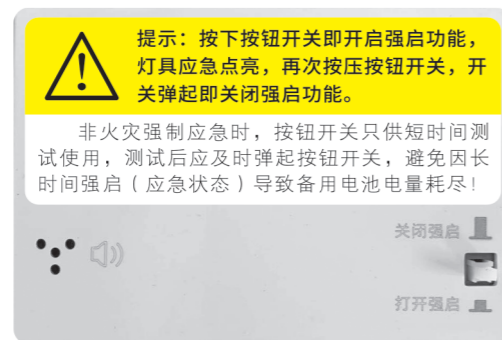 提示：按下按钮开关即开启强启功能，
灯具应急点亮，再次按压按钮开关，开
关弹起即关闭强启功能。
非火灾强制应急时，按钮开关只供短时间测
试使用，测试后应及时弹起按钮开关，避免因长
时间强启（应急状态）导致备用电池电量耗尽！
关闭强启
打开强启